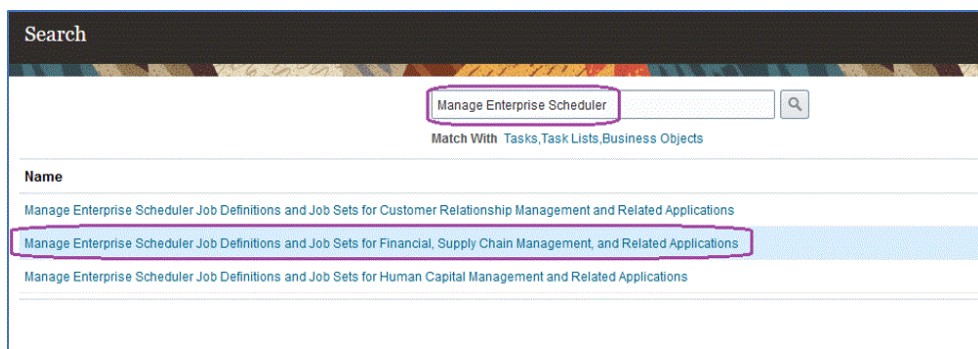 Search
Manage Enterprise Scheduler
Match With Tasks,Task Lists,Business Objects
Name
Manage Enterprise Scheduler Job Definitions and Job Sets for Customer Relationship Management and Related Applications
Manage Enterprise Scheduler Job Definitions and Job Sets for Financial, Supply Chain Management, and Related Applications
Manage Enterprise Scheduler Job Definitions and Job Sets for Human Capital Management and Related Applications